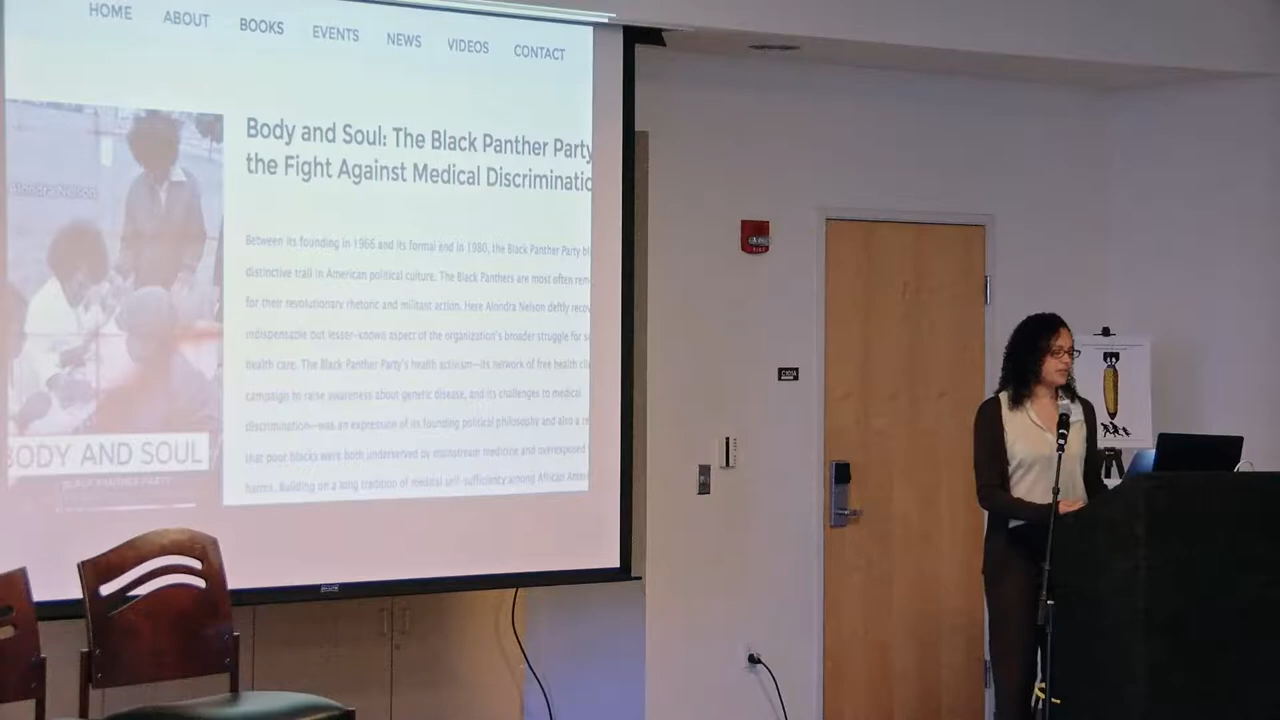 HOME ABOUT BOOKS EVENTS NEWS VIDEOS CONTACT
Alondra Nelson
BODY AND SOUL
BLACK PANTHER PARTY
Body and Soul: The Black Panther Party
the Fight Against Medical Discriminatio
Between its founding in 1966 and its formal end in 1980, the Black Panther Party bl
distinctive trail in American political culture. The Black Panthers are most often rem
for their revolutionary rhetoric and militant action. Here Alondra Nelson deftly reco
indispensable but lesser-known aspect of the organization's broader struggle for s
health care. The Black Panther Party's health activism—its network of free health cli
campaign to raise awareness about genetic disease, and its challenges to medical
discrimination—was an expression of its founding political philosophy and also a re
that poor blacks were both underserved by mainstream medicine and overexposed
harms. Building on a long tradition of medical self-sufficiency among African Amer
C101A